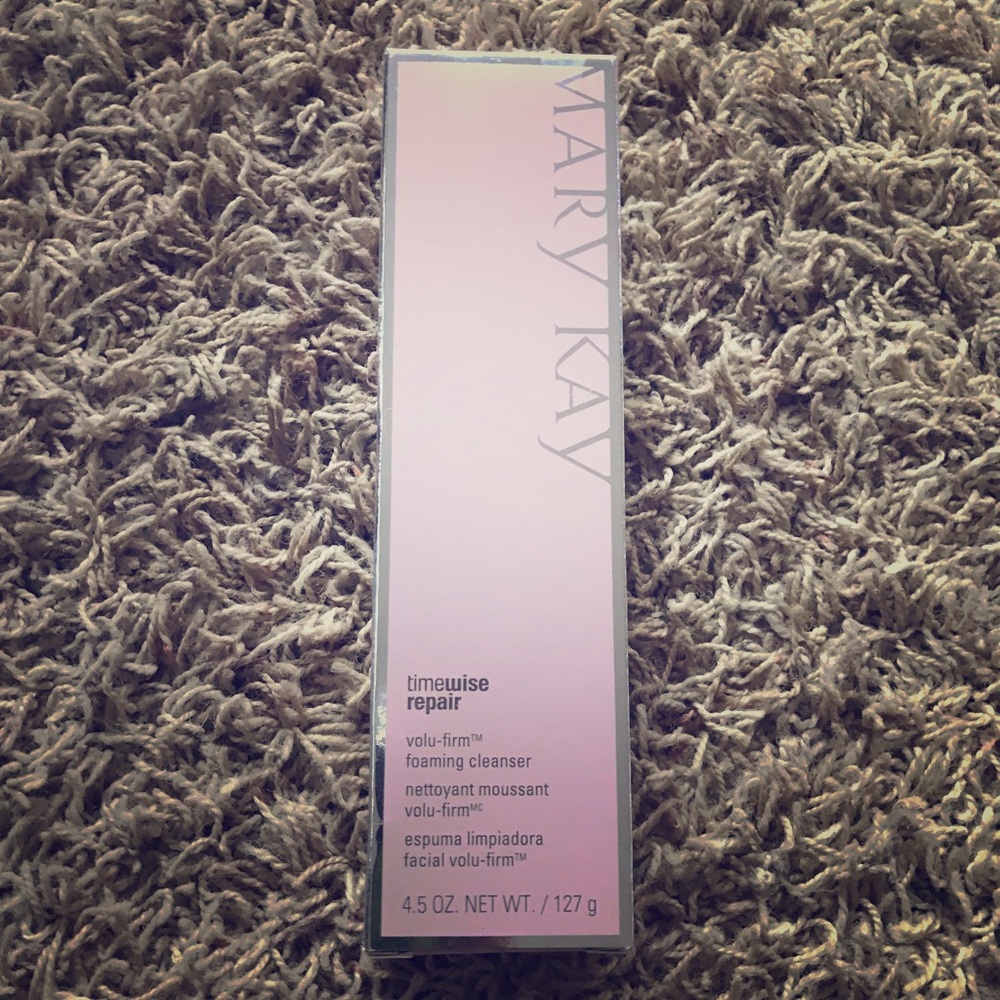 MARY KAY
timewise
repair
volu-firm™
foaming cleanser
nettoyant moussant
volu-firmᴹᶜ
espuma limpiadora
facial volu-firm™
4.5 OZ. NET WT. / 127 g